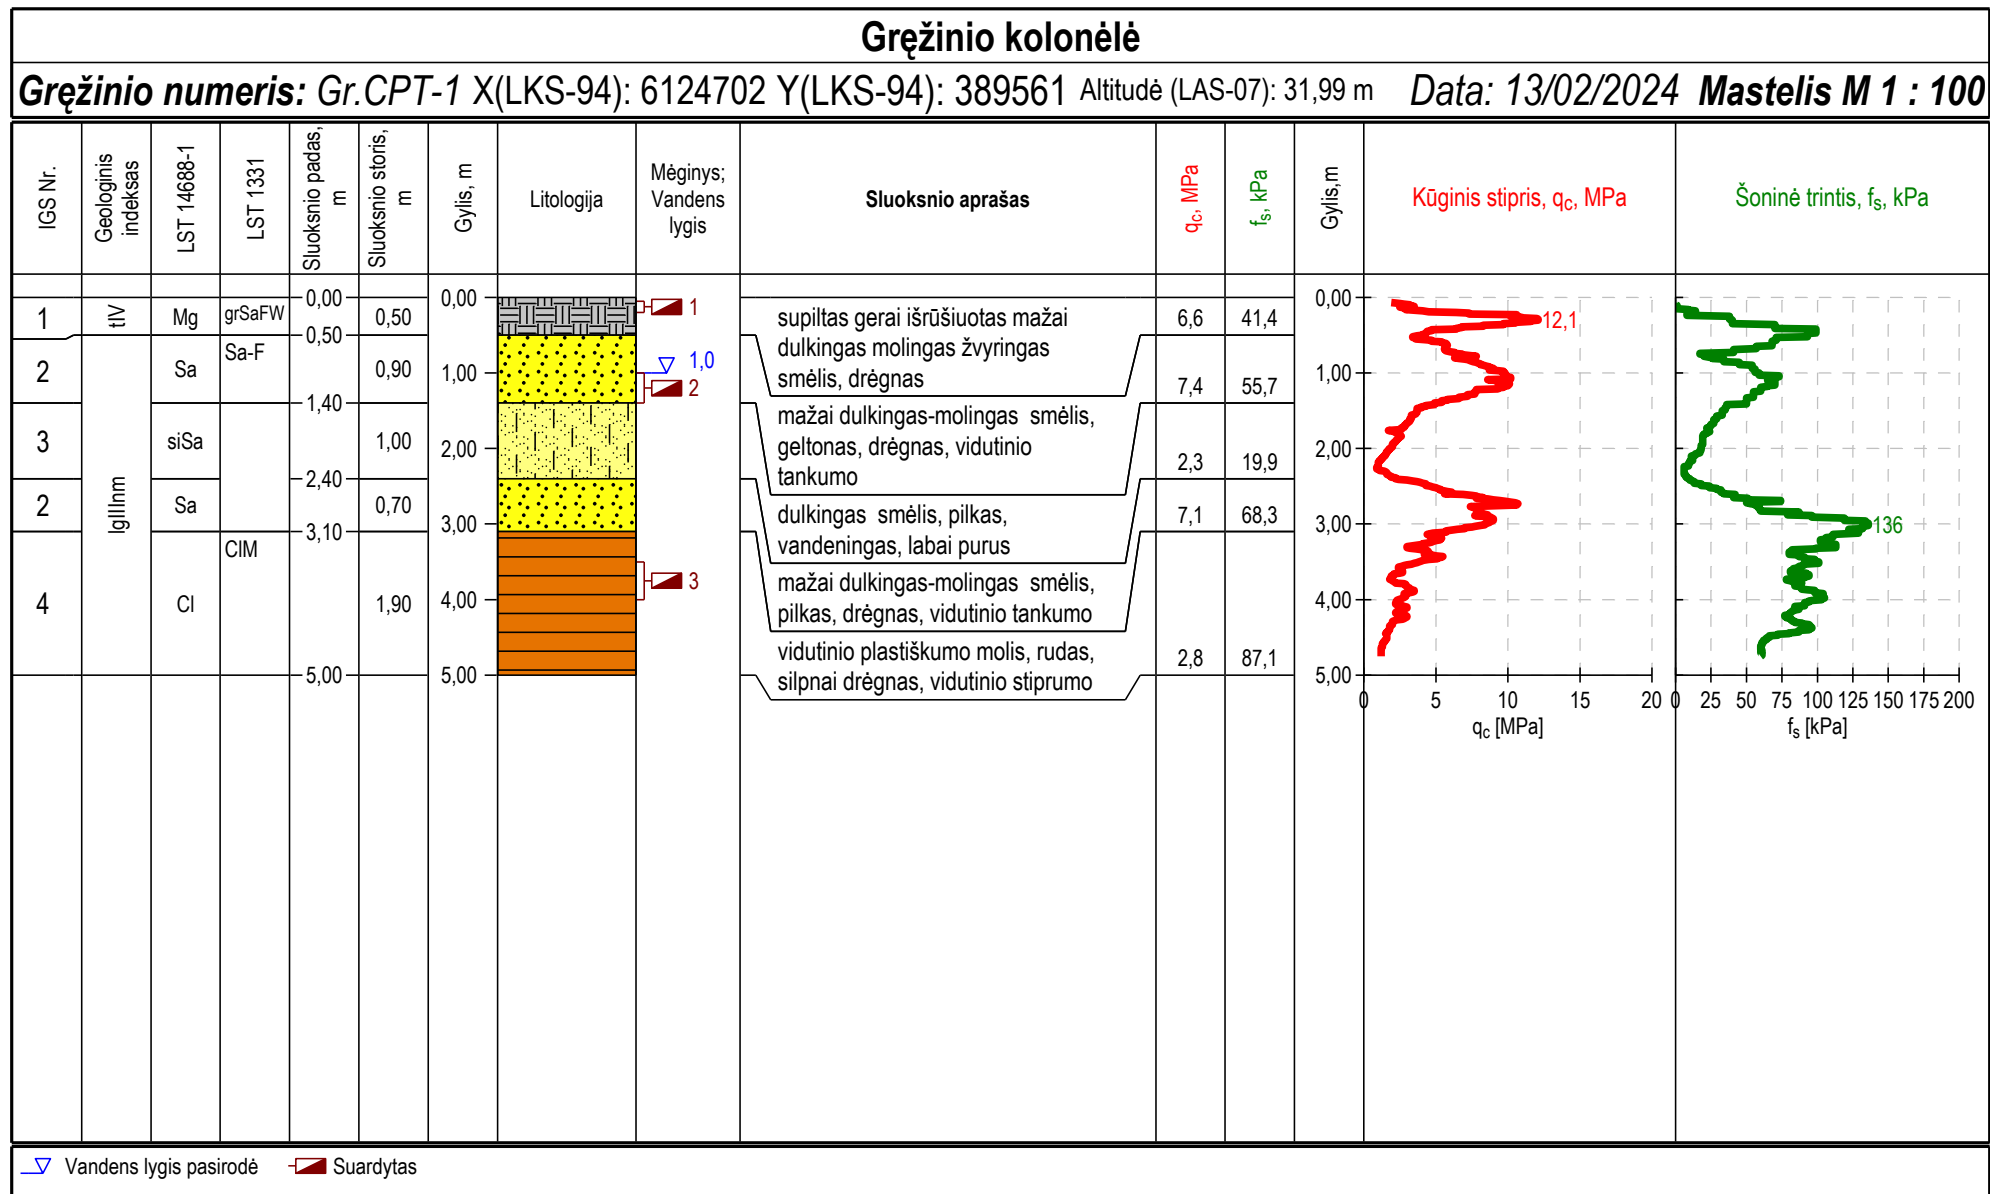 Gręžinio kolonėlė
Gręžinio numeris: Gr.CPT-1 X(LKS-94): 6124702 Y(LKS-94): 389561 Altitudė (LAS-07): 31,99 m Data: 13/02/2024 Mastelis M 1 : 100
IGS Nr.
Geologinis indeksas
LST 14688-1
LST 1331
Sluoksnio padas, m
Sluoksnio storis, m
Gylis, m
Litologija
Mėginys;
Vandens
lygis
Sluoksnio aprašas
qc, MPa
fs, kPa
Gylis,m
Kūginis stipris, qc, MPa
Šoninė trintis, fs, kPa
0,00
1 tIV Mg grSaFW 0,50 0,50
2 lgIIInm Sa Sa-F 1,40 0,90
3 siSa 2,40 1,00
2 Sa 3,10 0,70
4 Cl ClM 5,00 1,90
0,00
1,00
2,00
3,00
4,00
5,00
1
1,0
2
3
supiltas gerai išrūšiuotas mažai
dulkingas molingas žvyringas
smėlis, drėgnas
6,6 41,4
mažai dulkingas-molingas smėlis,
geltonas, drėgnas, vidutinio
tankumo
7,4 55,7
dulkingas smėlis, pilkas,
vandeningas, labai purus
2,3 19,9
mažai dulkingas-molingas smėlis,
pilkas, drėgnas, vidutinio tankumo
7,1 68,3
vidutinio plastiškumo molis, rudas,
silpnai drėgnas, vidutinio stiprumo
2,8 87,1
0,00
1,00
2,00
3,00
4,00
5,00
12,1
0 5 10 15 20
qc [MPa]
136
0 25 50 75 100 125 150 175 200
fs [kPa]
Vandens lygis pasirodė Suardytas